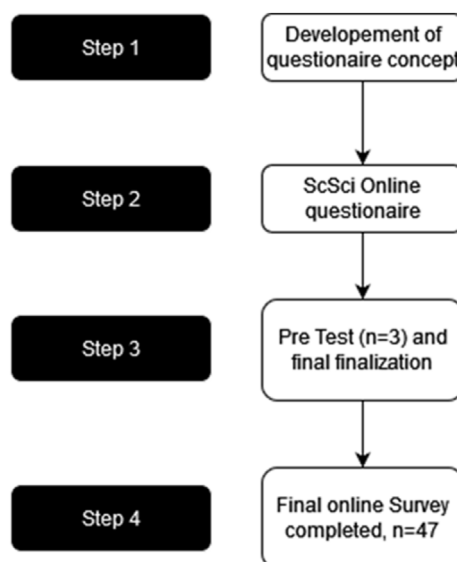 Step 1
Developement of
questionaire concept
Step 2
ScSci Online
questionaire
Step 3
Pre Test (n=3) and
final finalization
Step 4
Final online Survey
completed, n=47